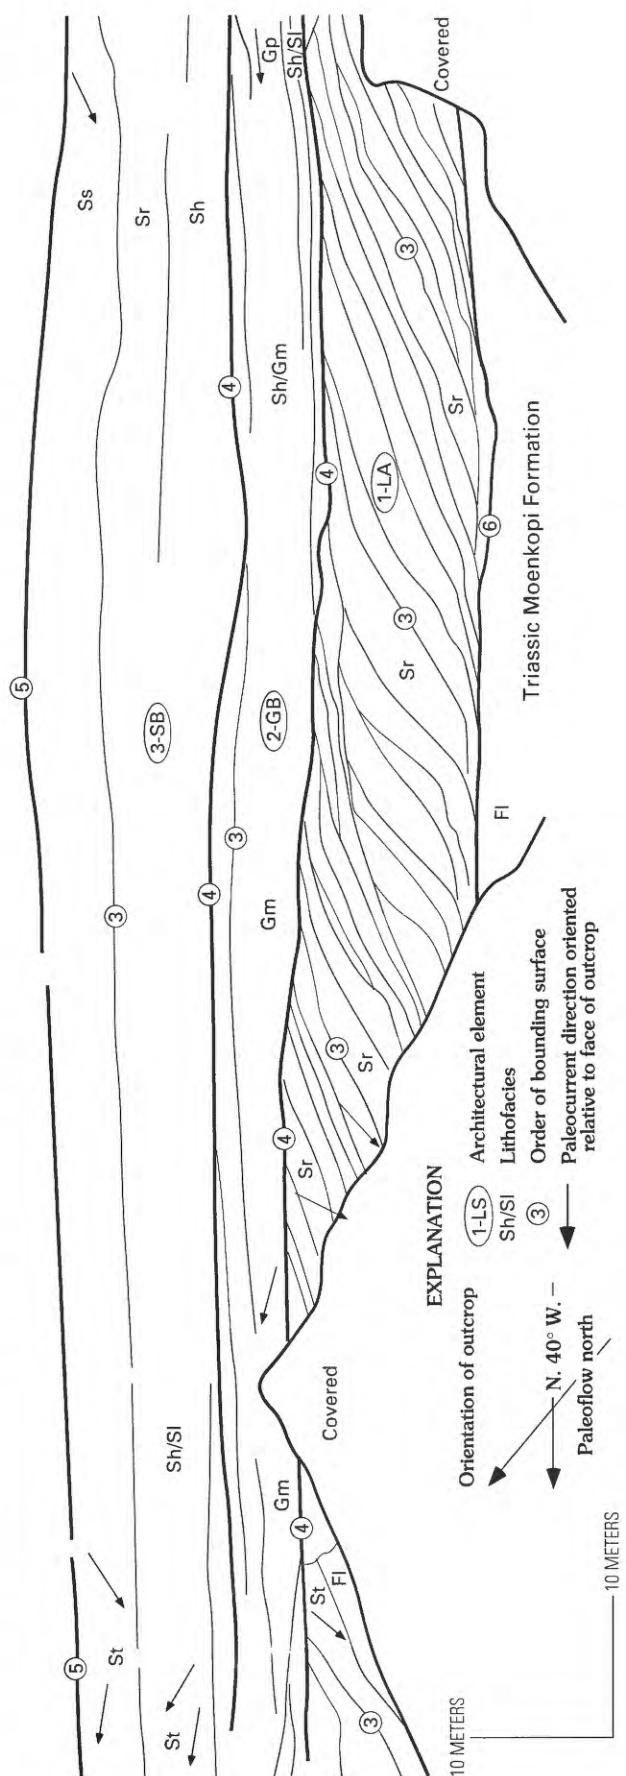 5
5
Ss
3
St
Sr
3-SB
St
Sh/Sl
Sh
4
4
3
Gm
2-GB
Sh/Gm
Gp
Gm
Sh/Sl
4
4
4
St
Sr
Covered
Fl
3
Sr
3
1-LA
3
Sr
3
Covered
Sr
6
Fl
Triassic Moenkopi Formation
EXPLANATION
Orientation of outcrop
N. 40° W.
Paleoflow north
1-LS Architectural element
Sh/Sl Lithofacies
3 Order of bounding surface
Paleocurrent direction oriented
relative to face of outcrop
10 METERS
10 METERS